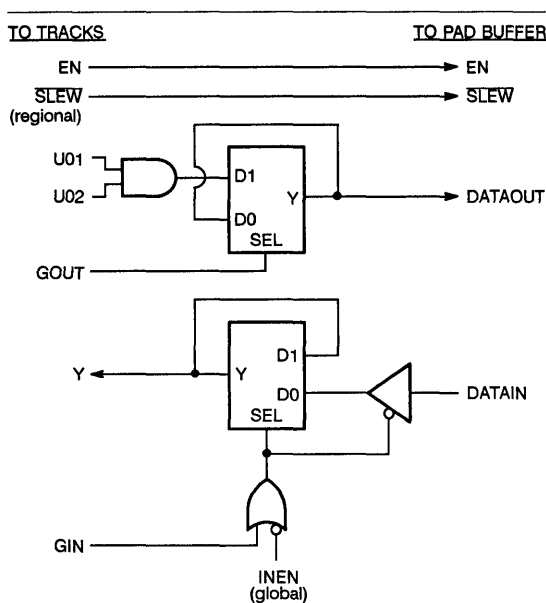 TO TRACKS
TO PAD BUFFER
EN
EN
SLEW
(regional)
SLEW
U01
U02
D1
D0
Y
SEL
DATAOUT
GOUT
Y
Y
D1
D0
SEL
DATAIN
GIN
INEN
(global)